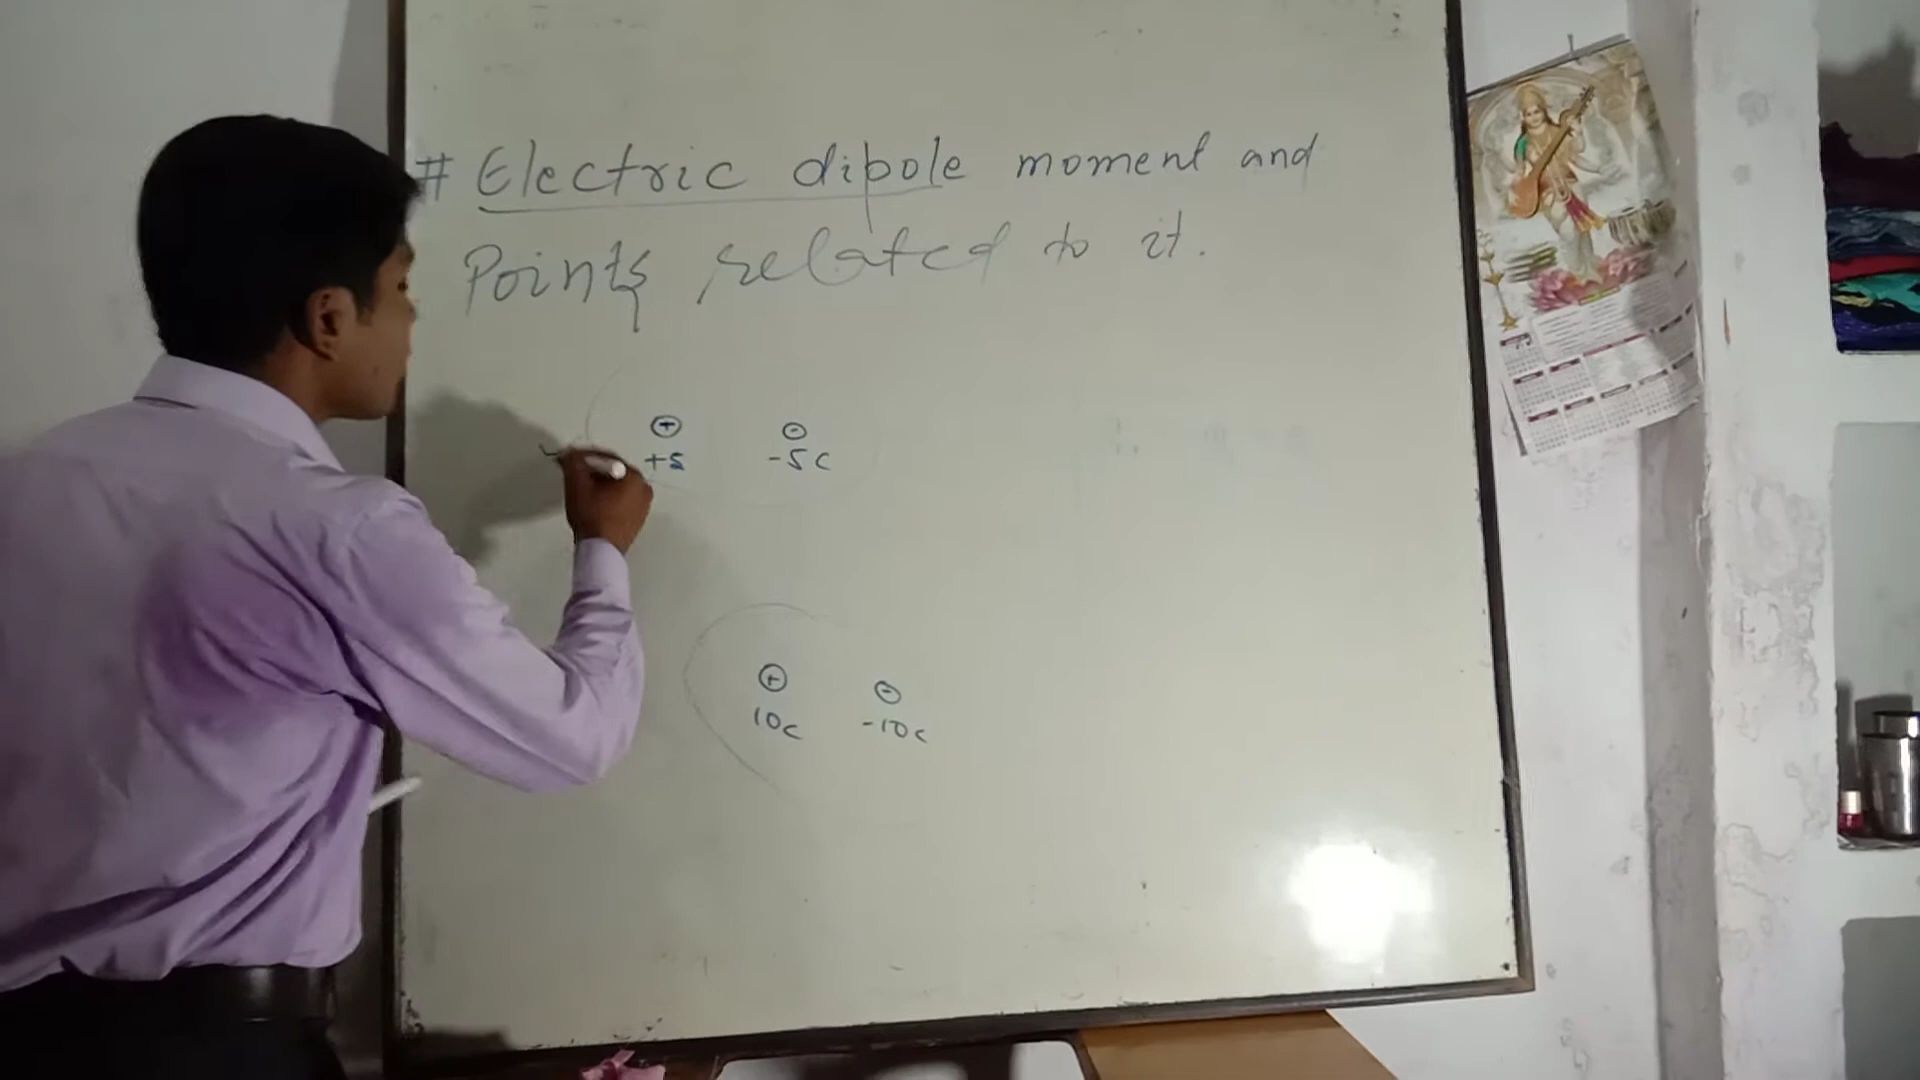 # Electric dipole moment and
Points related to it.
+ -
+5 -5c
+ -
10c -10c